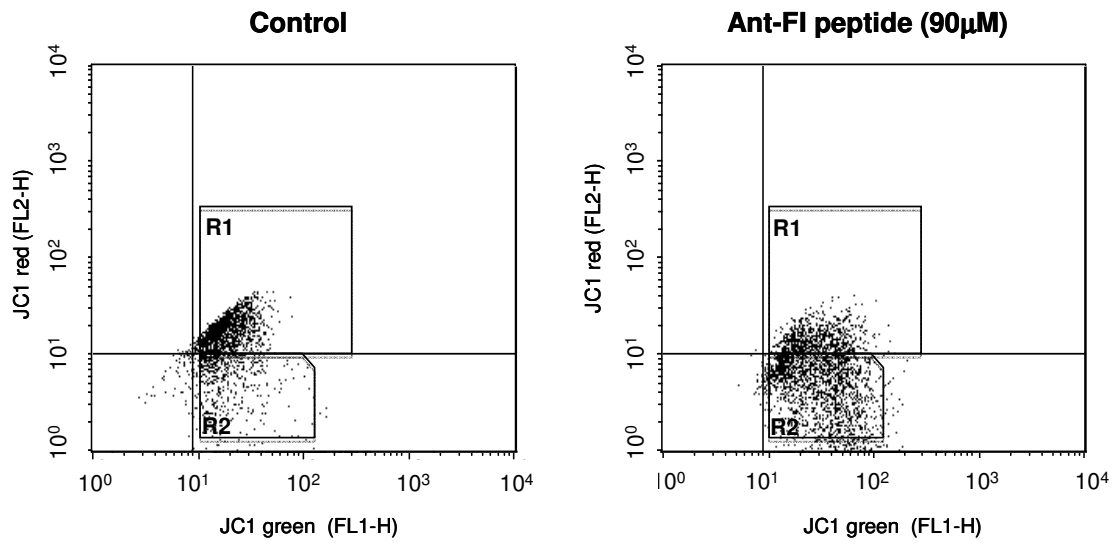 Control
Ant-FI peptide (90µM)
JC1 red (FL2-H)
10⁴
10³
10²
10¹
10⁰
R1
R2
10⁰ 10¹ 10² 10³ 10⁴
JC1 green (FL1-H)
JC1 red (FL2-H)
10⁴
10³
10²
10¹
10⁰
R1
R2
10⁰ 10¹ 10² 10³ 10⁴
JC1 green (FL1-H)